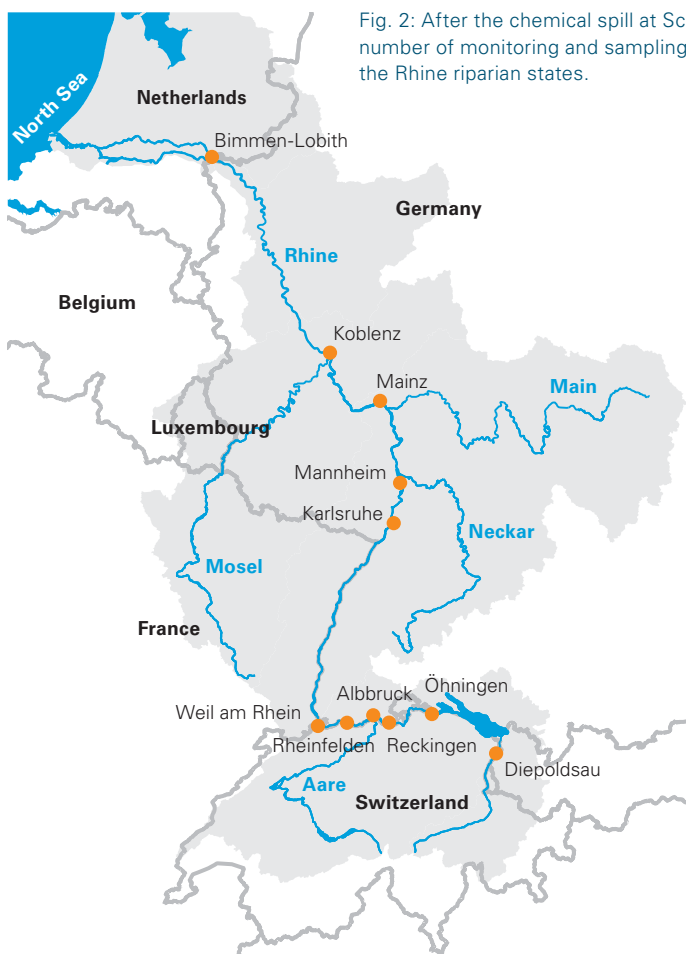 Fig. 2: After the chemical spill at Sc
number of monitoring and sampling
the Rhine riparian states.
North Sea
Netherlands
Bimmen-Lobith
Germany
Rhine
Belgium
Koblenz
Mainz
Main
Luxembourg
Mannheim
Karlsruhe
Neckar
Mosel
France
Albbruck
Öhningen
Weil am Rhein
Rheinfelden
Reckingen
Diepoldsau
Aare
Switzerland